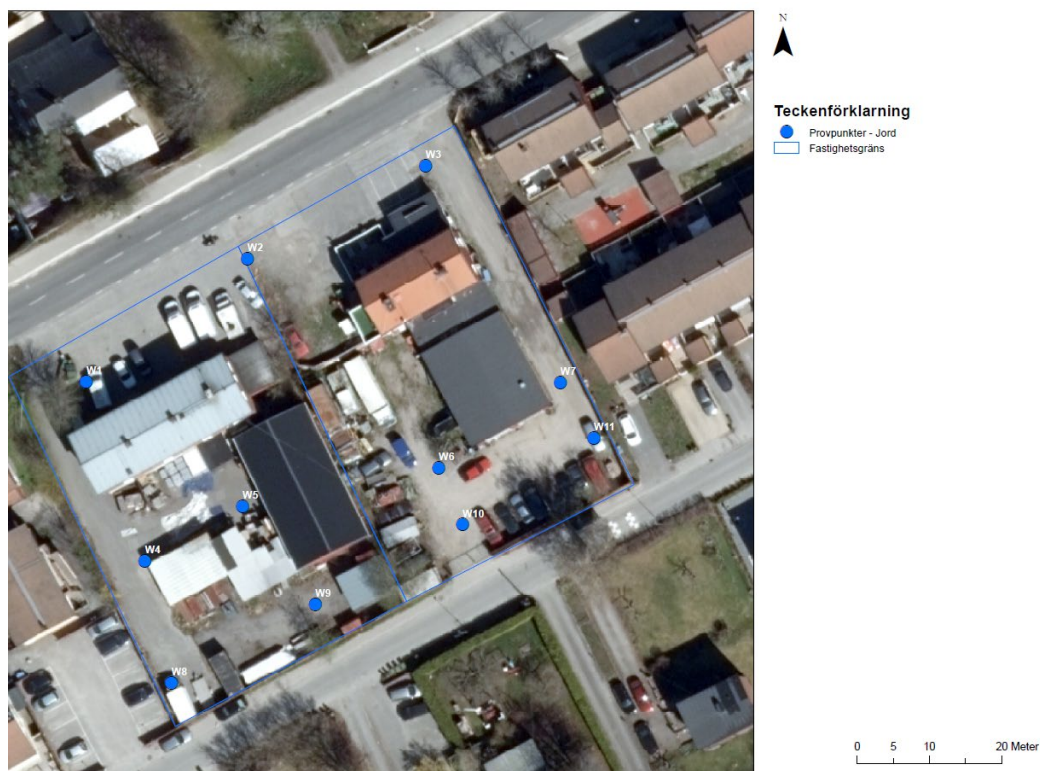 N
Teckenförklarning
Provpunkter - Jord
Fastighetsgräns
W3
W2
W1
W7
W11
W6
W5
W10
W4
W9
W8
0 5 10 20 Meter